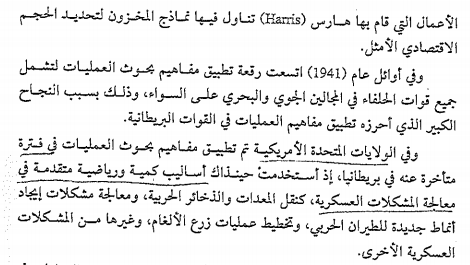 الأعمال التي قام بها هارس (Harris) تناول فيها نماذج المخزون لتحديد الحجم
الاقتصادي الأمثل.
وفي أوائل عام (1941) اتسعت رقعة تطبيق مفاهيم بحوث العمليات لتشمل
جميع قوات الحلفاء في المجالين الجوي والبحري على السواء، وذلك بسبب النجاح
الكبير الذي أحرزه تطبيق مفاهيم العمليات في القوات البريطانية.
وفي الولايات المتحدة الأمريكية تم تطبيق مفاهيم بحوث العمليات في فترة
متأخرة عنه في بريطانيا، إذ أستخدمت حينذاك أساليب كمية ورياضية متقدمة في
معالجة المشكلات العسكرية، كنقل المعدات والذخائر الحربية، ومعالجة مشكلات إيجاد
أنماط جديدة للطيران الحربي، وتخطيط عمليات زرع الألغام، وغيرها من المشكلات
العسكرية الأخرى.